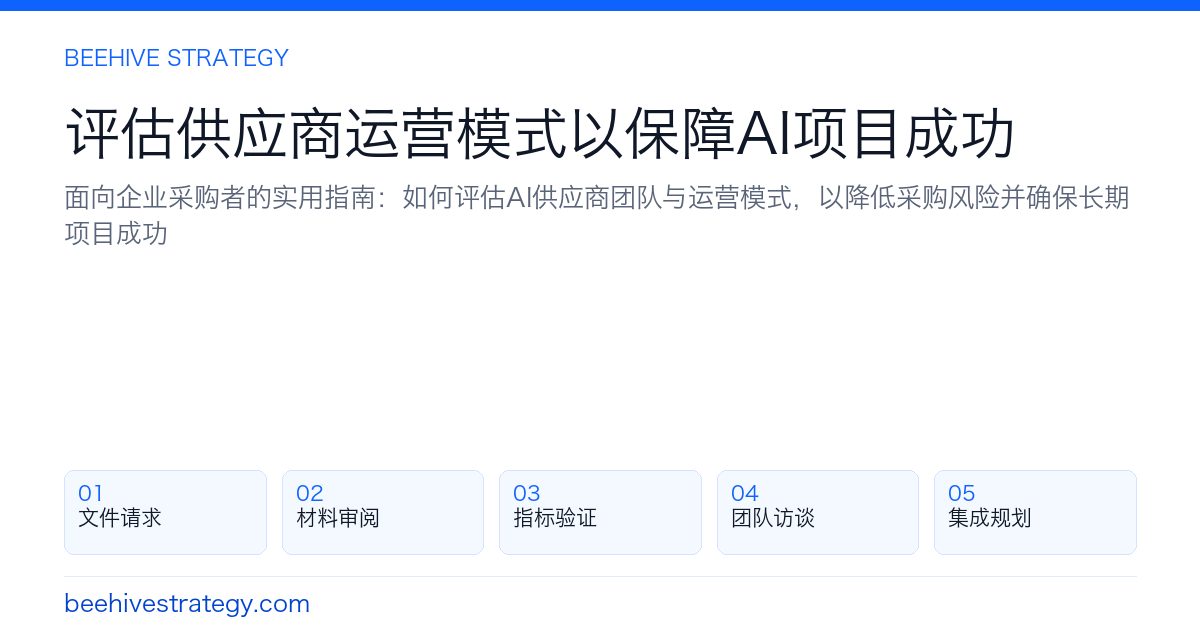 BEEHIVE STRATEGY
评估供应商运营模式以保障AI项目成功
面向企业采购者的实用指南：如何评估AI供应商团队与运营模式，以降低采购风险并确保长期
项目成功
01
文件请求
02
材料审阅
03
指标验证
04
团队访谈
05
集成规划
beehivestrategy.com